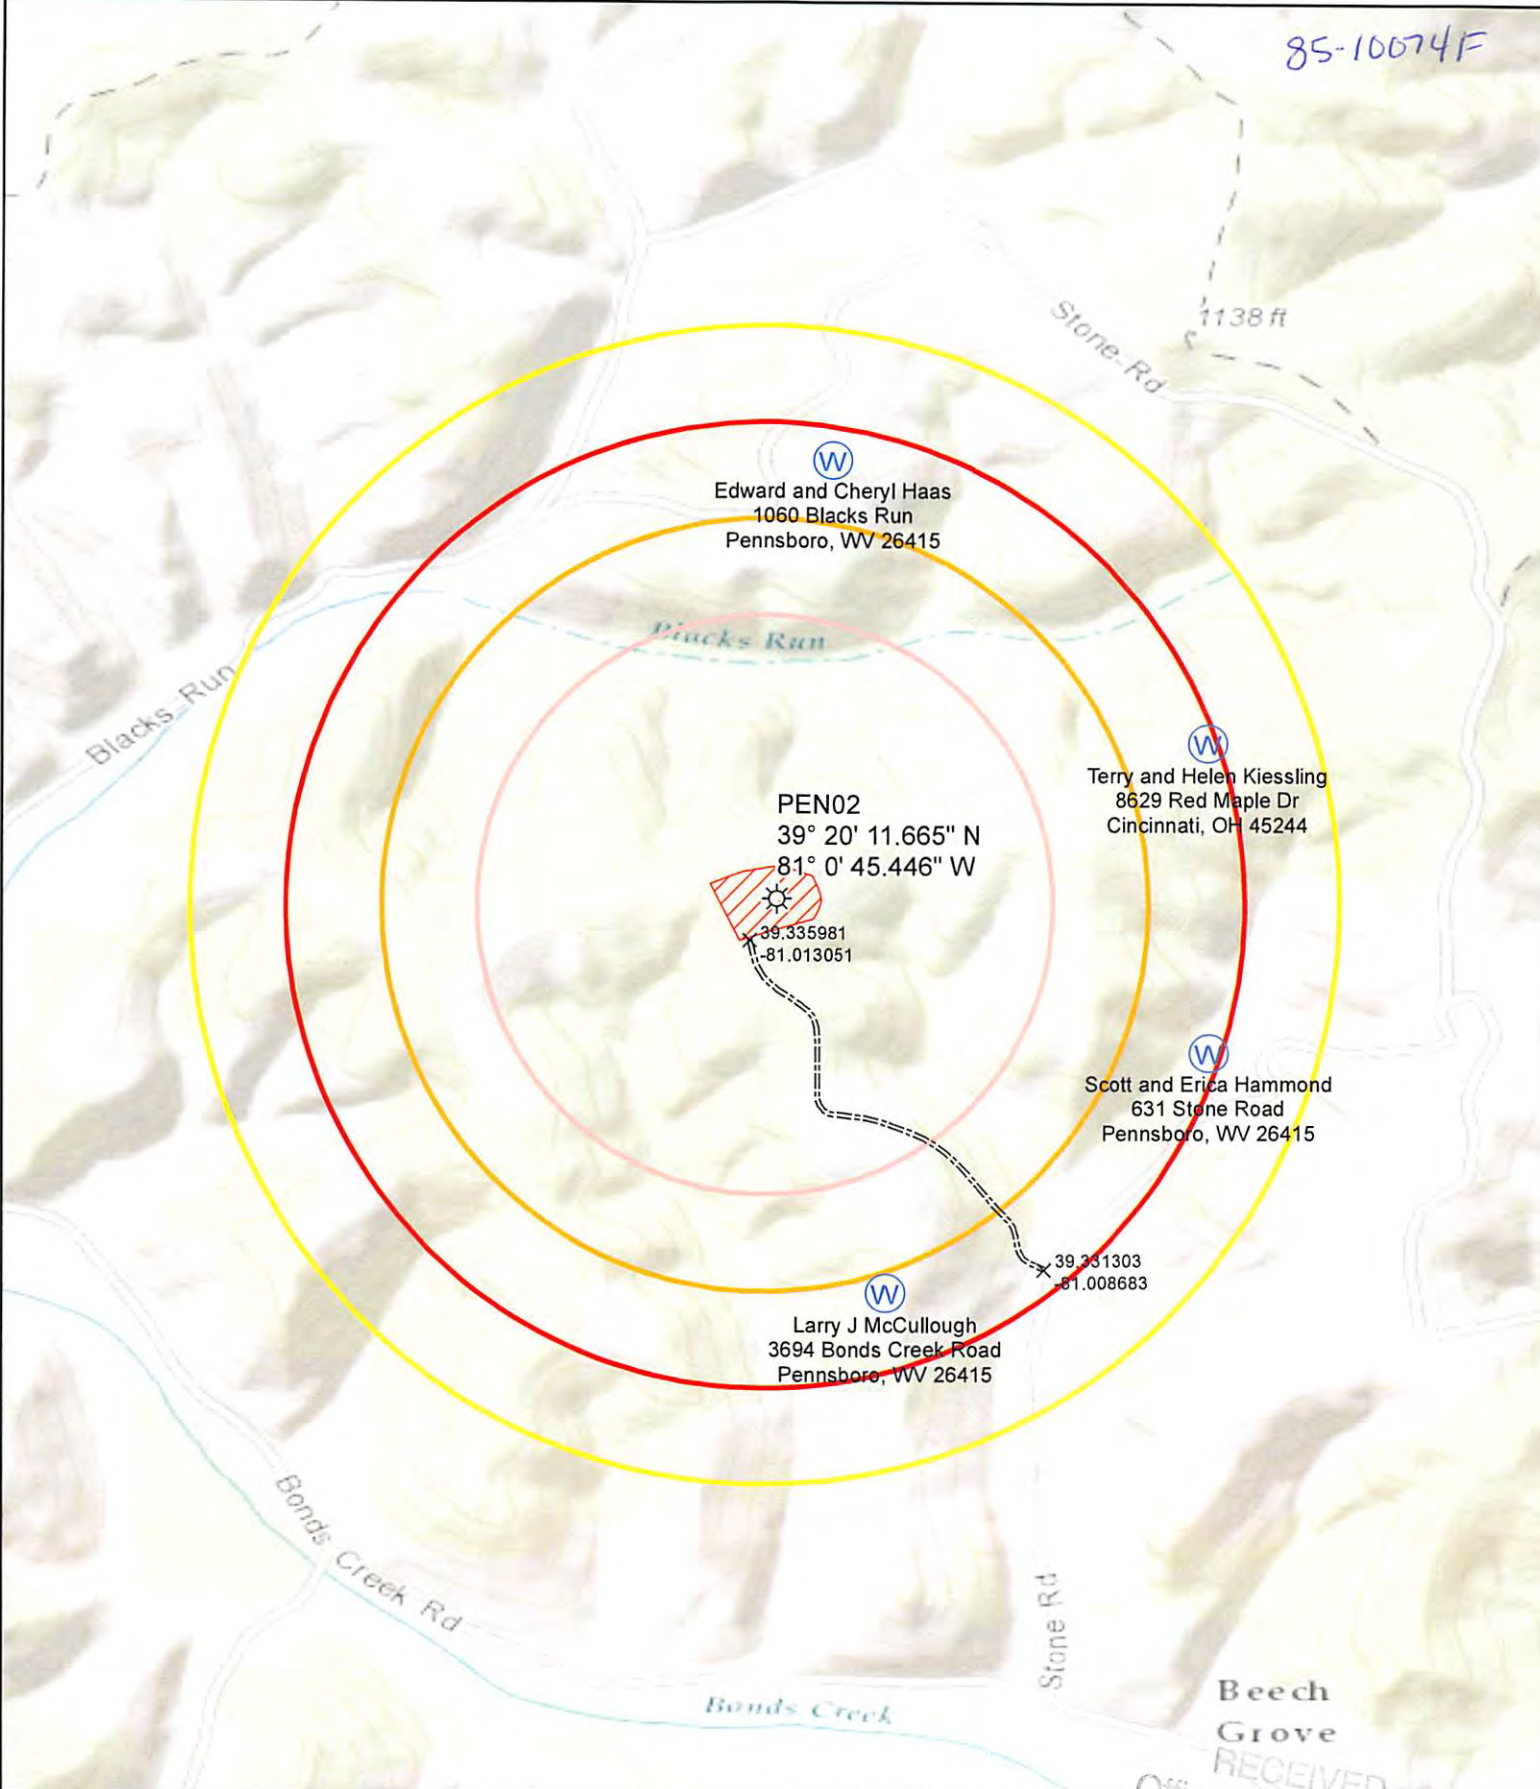 85-10074F
1138 ft
Stone Rd
W
Edward and Cheryl Haas
1060 Blacks Run
Pennsboro, WV 26415
Blacks Run
Blacks Run
W
Terry and Helen Kiessling
8629 Red Maple Dr
Cincinnati, OH 45244
PEN02
39° 20' 11.665" N
81° 0' 45.446" W
39.335981
-81.013051
W
Scott and Erica Hammond
631 Stone Road
Pennsboro, WV 26415
39.331303
-81.008683
W
Larry J McCullough
3694 Bonds Creek Road
Pennsboro, WV 26415
Bonds Creek Rd
Stone Rd
Bonds Creek
Beech
Grove
RECEIVED